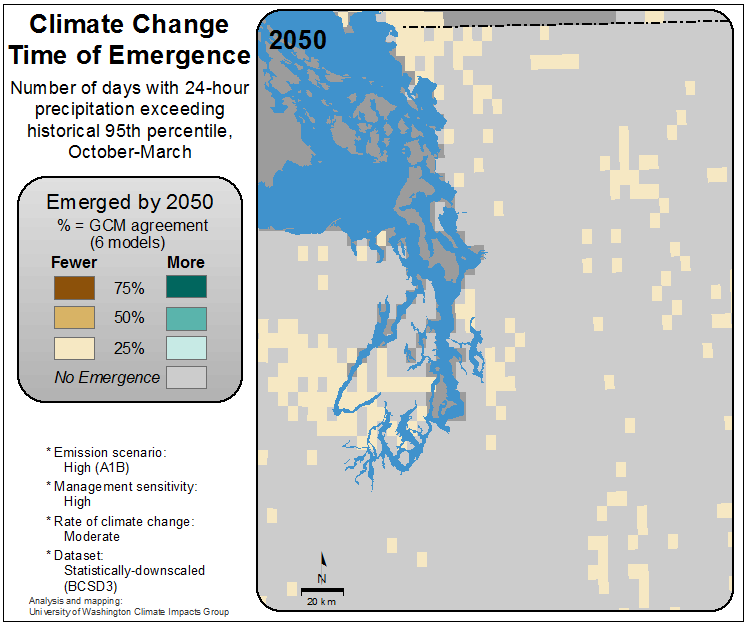 Climate Change
Time of Emergence
Number of days with 24-hour
precipitation exceeding
historical 95th percentile,
October-March
Emerged by 2050
% = GCM agreement
(6 models)
Fewer More
75%
50%
25%
No Emergence
* Emission scenario:
High (A1B)
* Management sensitivity:
High
* Rate of climate change:
Moderate
* Dataset:
Statistically-downscaled
(BCSD3)
Analysis and mapping:
University of Washington Climate Impacts Group
2050
N
20 km